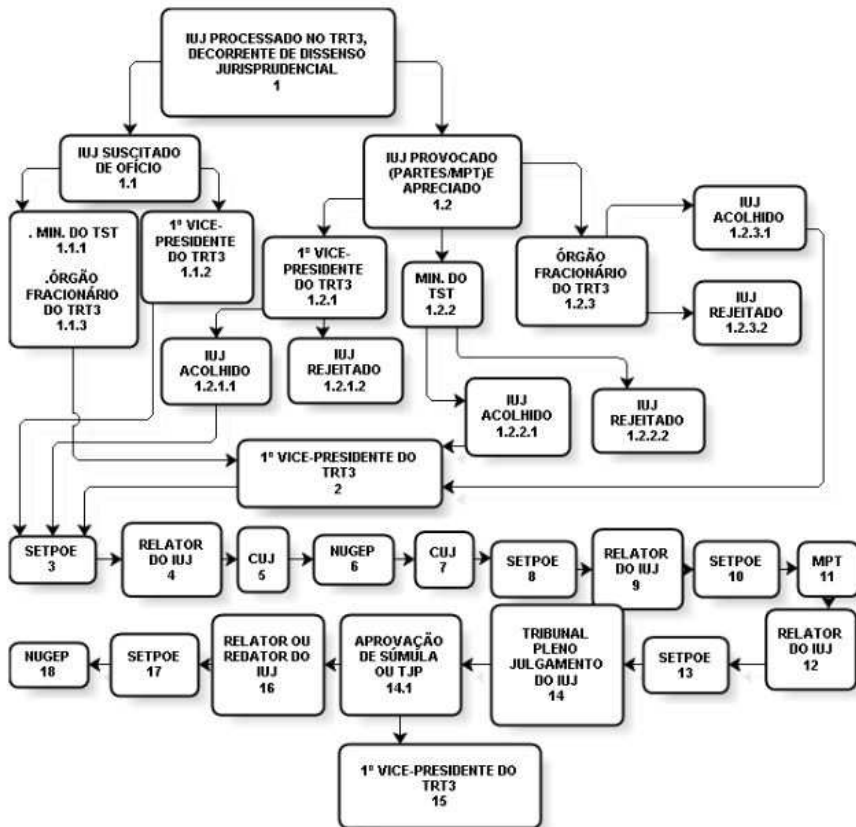 IUJ PROCESSADO NO TRT3,
DECORRENTE DE DISSENSO
JURISPRUDENCIAL
1
IUJ SUSCITADO
DE OFÍCIO
1.1
IUJ PROVOCADO
(PARTES/MPT)E
APRECIADO
1.2
. MIN. DO TST
1.1.1
.ÓRGÃO
FRACIONÁRIO
DO TRT3
1.1.3
1º VICE-
PRESIDENTE
DO TRT3
1.1.2
1º VICE-
PRESIDENTE
DO TRT3
1.2.1
MIN. DO
TST
1.2.2
ÓRGÃO
FRACIONÁRIO
DO TRT3
1.2.3
IUJ
ACOLHIDO
1.2.3.1
IUJ
REJEITADO
1.2.3.2
IUJ
ACOLHIDO
1.2.1.1
IUJ
REJEITADO
1.2.1.2
IUJ
ACOLHIDO
1.2.2.1
IUJ
REJEITADO
1.2.2.2
1º VICE-PRESIDENTE DO
TRT3
2
SETPOE
3
RELATOR
DO IUJ
4
CUJ
5
NUGEP
6
CUJ
7
SETPOE
8
RELATOR
DO IUJ
9
SETPOE
10
MPT
11
RELATOR
DO IUJ
12
SETPOE
13
TRIBUNAL
PLENO
JULGAMENTO
DO IUJ
14
APROVAÇÃO
DE SÚMULA
OU TJP
14.1
1º VICE-PRESIDENTE DO
TRT3
15
RELATOR OU
REDATOR DO
IUJ
16
SETPOE
17
NUGEP
18